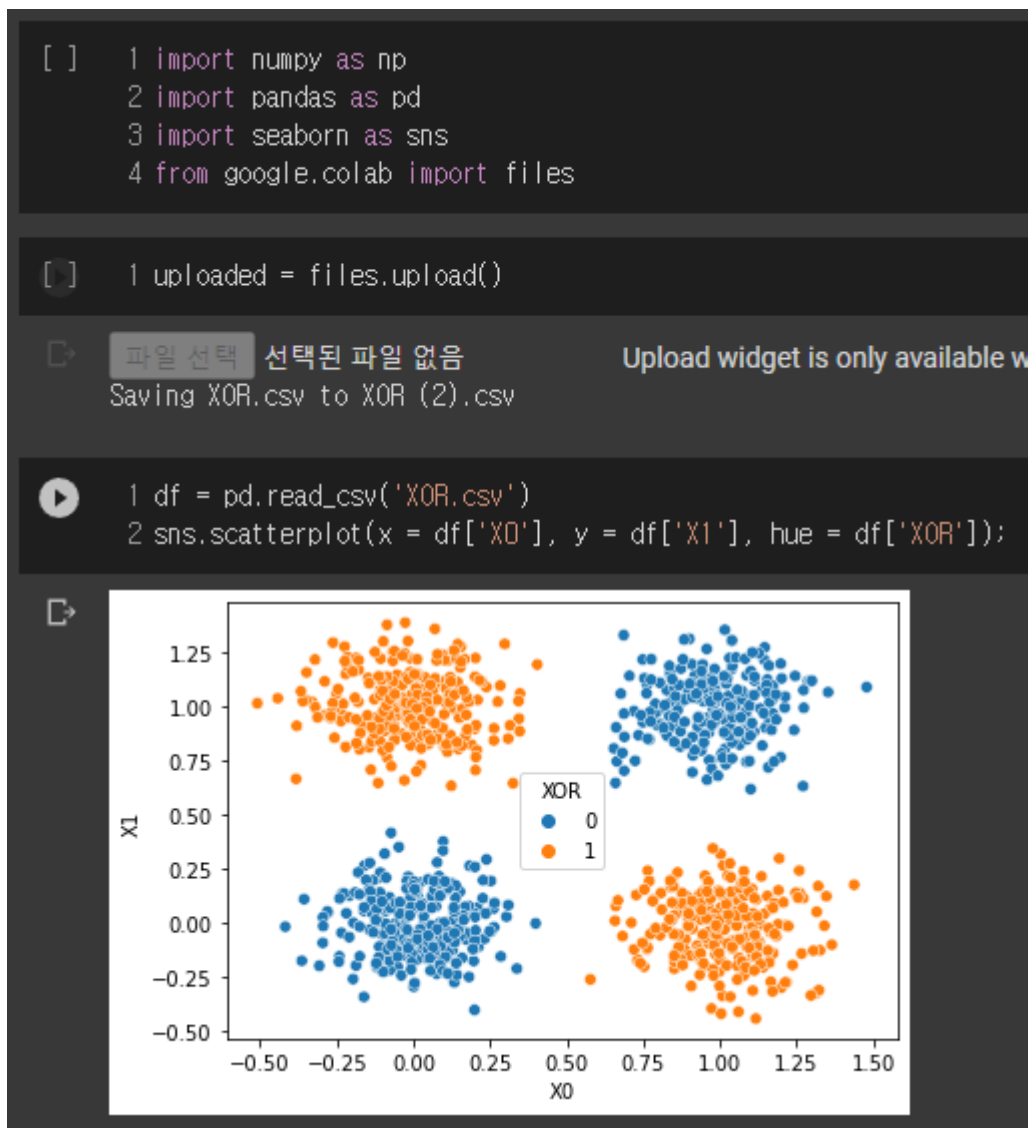 [ ] 1 import numpy as np
2 import pandas as pd
3 import seaborn as sns
4 from google.colab import files
[ ] 1 uploaded = files.upload()
파일 선택 선택된 파일 없음 Upload widget is only available w
Saving XOR.csv to XOR (2).csv
1 df = pd.read_csv('XOR.csv')
2 sns.scatterplot(x = df['X0'], y = df['X1'], hue = df['XOR']);
1.25
1.00
0.75
0.50
0.25
0.00
−0.25
−0.50
X1
XOR
0
1
−0.50 −0.25 0.00 0.25 0.50 0.75 1.00 1.25 1.50
X0